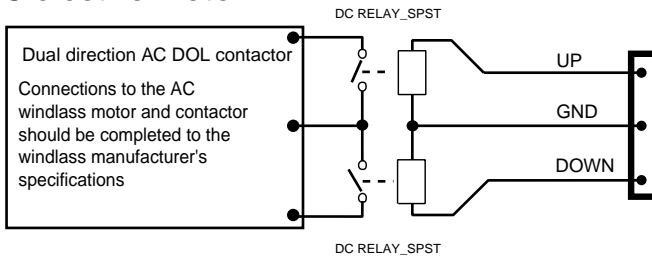 DC RELAY_SPST
Dual direction AC DOL contactor
Connections to the AC
windlass motor and contactor
should be completed to the
windlass manufacturer's
specifications
UP
GND
DOWN
DC RELAY_SPST